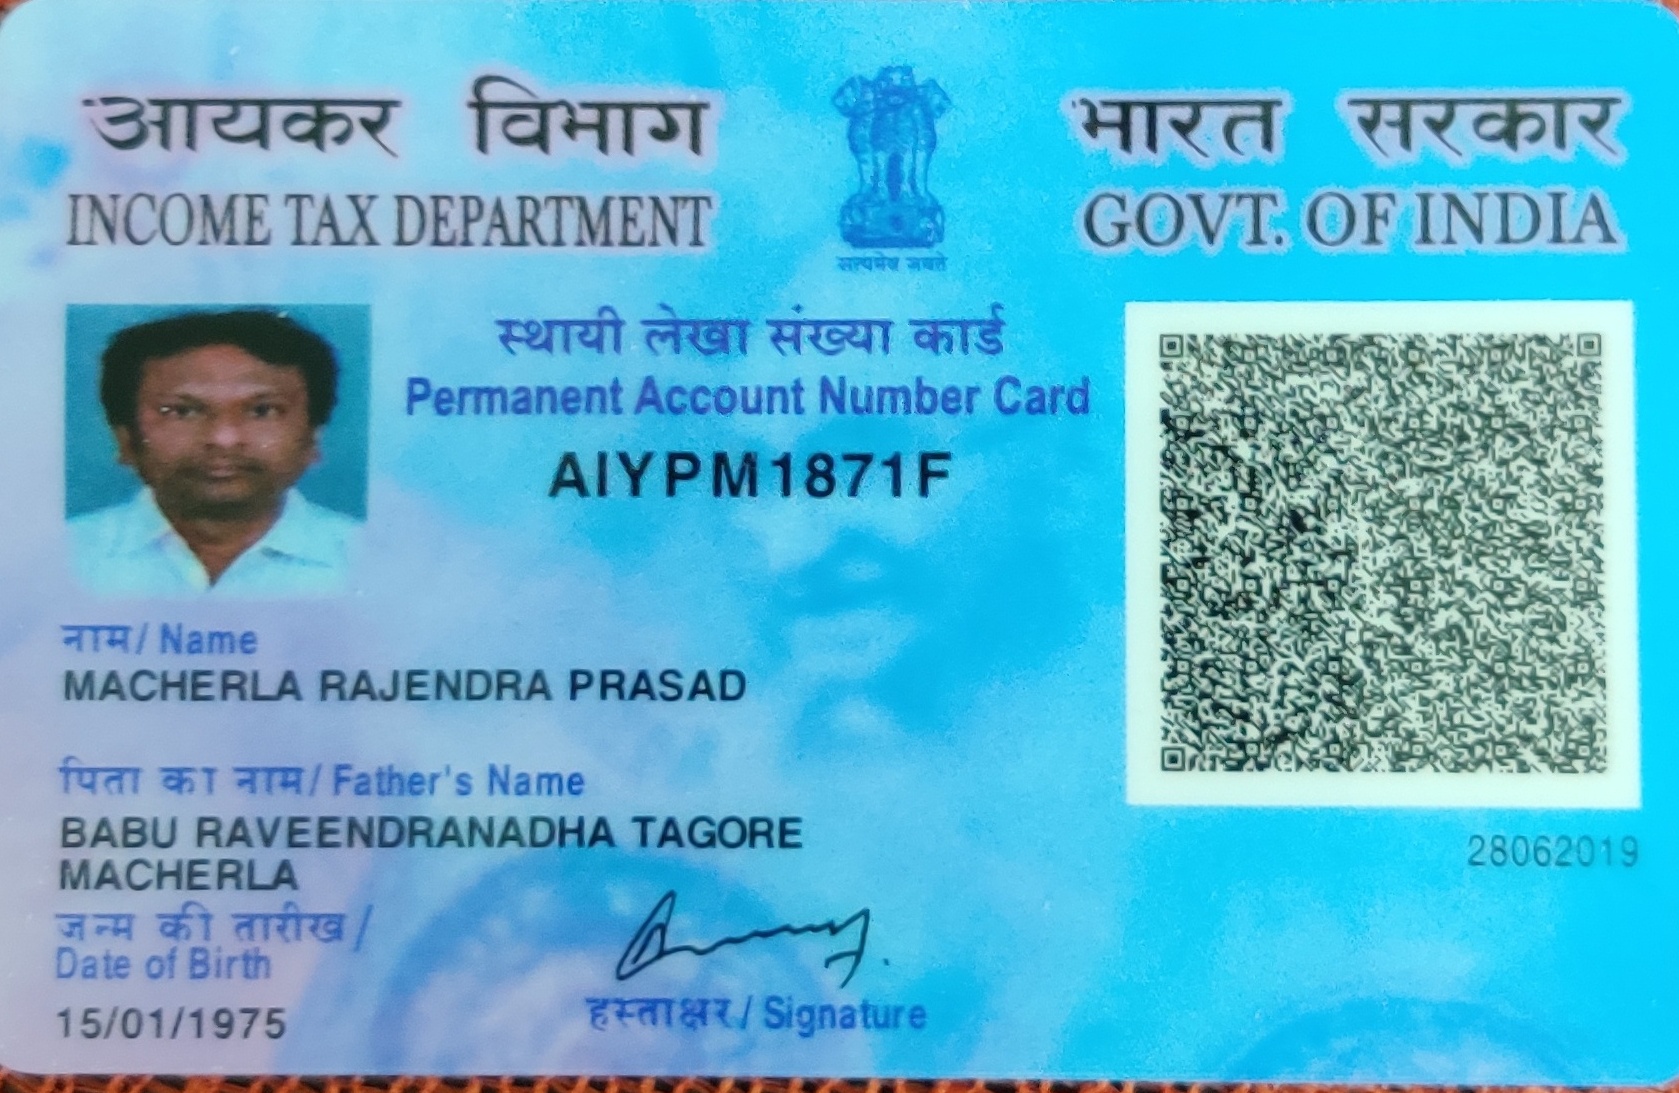 आयकर विभाग
INCOME TAX DEPARTMENT
सत्यमेव जयते
भारत सरकार
GOVT. OF INDIA
स्थायी लेखा संख्या कार्ड
Permanent Account Number Card
AIYPM1871F
नाम/ Name
MACHERLA RAJENDRA PRASAD
पिता का नाम/ Father's Name
BABU RAVEENDRANADHA TAGORE
MACHERLA
जन्म की तारीख/
Date of Birth
15/01/1975
हस्ताक्षर/ Signature
28062019